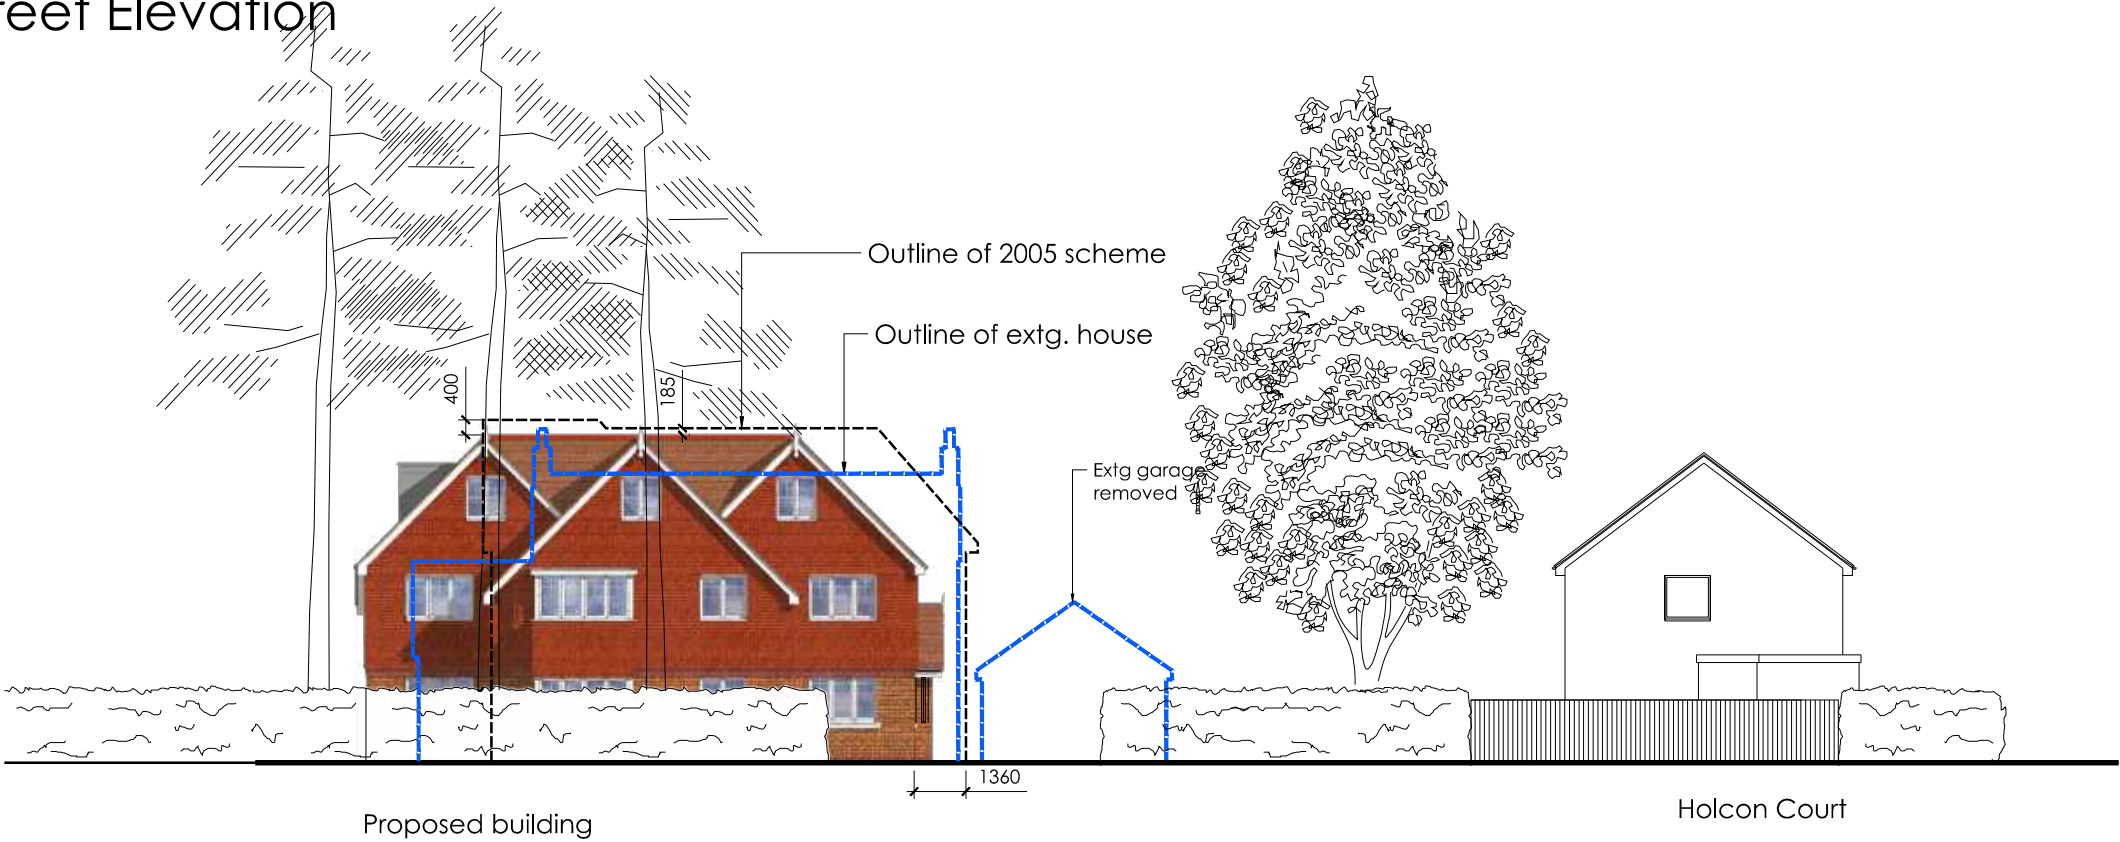 reet Elevation
Outline of 2005 scheme
Outline of extg. house
400
185
Extg garage
removed
1360
Proposed building
Holcon Court